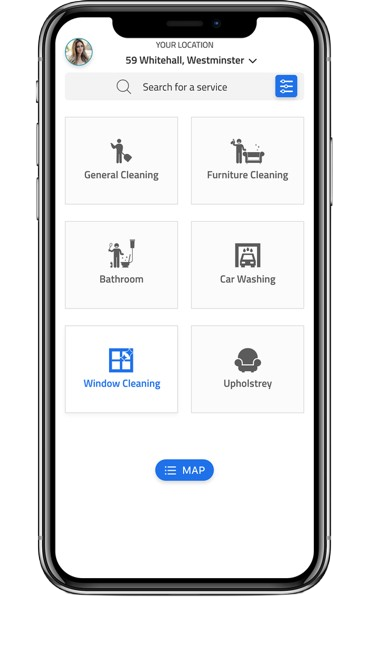 YOUR LOCATION
59 Whitehall, Westminster
Search for a service
General Cleaning
Furniture Cleaning
Bathroom
Car Washing
Window Cleaning
Upholstrey
MAP